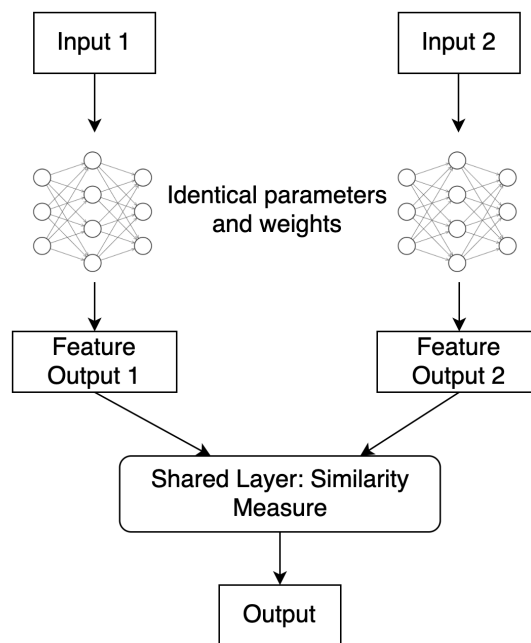 Input 1
Input 2
Identical parameters
and weights
Feature
Output 1
Feature
Output 2
Shared Layer: Similarity
Measure
Output